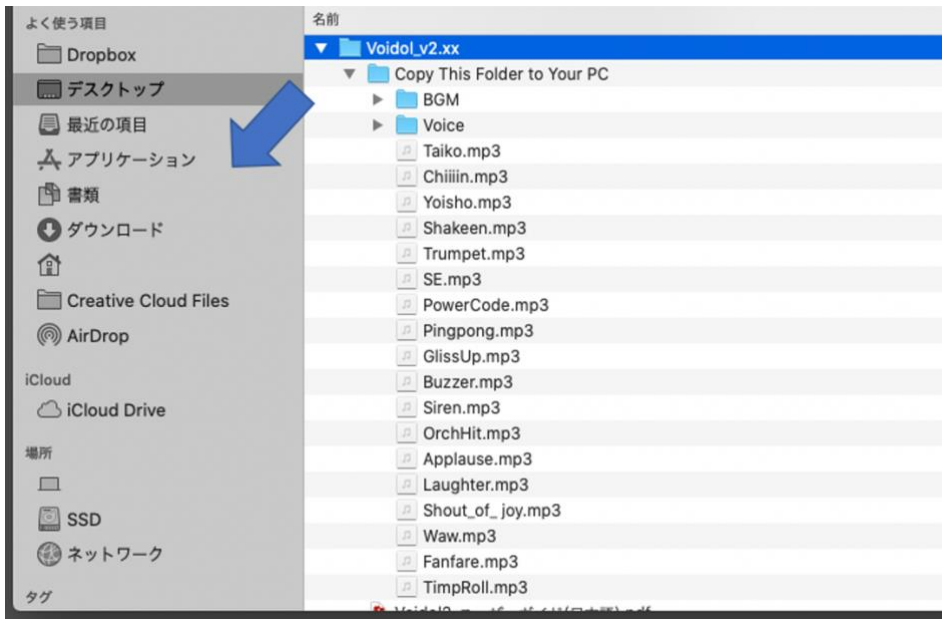 よく使う項目
Dropbox
デスクトップ
最近の項目
アプリケーション
書類
ダウンロード
Creative Cloud Files
AirDrop
iCloud
iCloud Drive
場所
SSD
ネットワーク
タグ
名前
Voidol_v2.xx
Copy This Folder to Your PC
BGM
Voice
Taiko.mp3
Chiiiin.mp3
Yoisho.mp3
Shakeen.mp3
Trumpet.mp3
SE.mp3
PowerCode.mp3
Pingpong.mp3
GlissUp.mp3
Buzzer.mp3
Siren.mp3
OrchHit.mp3
Applause.mp3
Laughter.mp3
Shout_of_ joy.mp3
Waw.mp3
Fanfare.mp3
TimpRoll.mp3